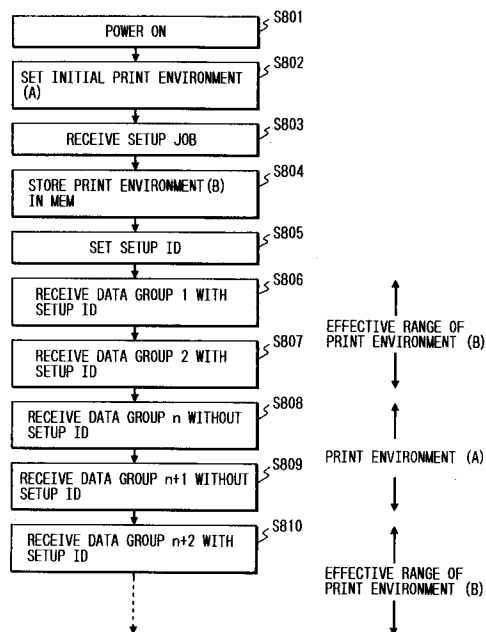 S801
POWER ON
S802
SET INITIAL PRINT ENVIRONMENT
(A)
S803
RECEIVE SETUP JOB
S804
STORE PRINT ENVIRONMENT(B)
IN MEM
S805
SET SETUP ID
S806
RECEIVE DATA GROUP 1 WITH
SETUP ID
S807
RECEIVE DATA GROUP 2 WITH
SETUP ID
EFFECTIVE RANGE OF
PRINT ENVIRONMENT (B)
S808
RECEIVE DATA GROUP n WITHOUT
SETUP ID
S809
RECEIVE DATA GROUP n+1 WITHOUT
SETUP ID
PRINT ENVIRONMENT (A)
S810
RECEIVE DATA GROUP n+2 WITH
SETUP ID
EFFECTIVE RANGE OF
PRINT ENVIRONMENT (B)